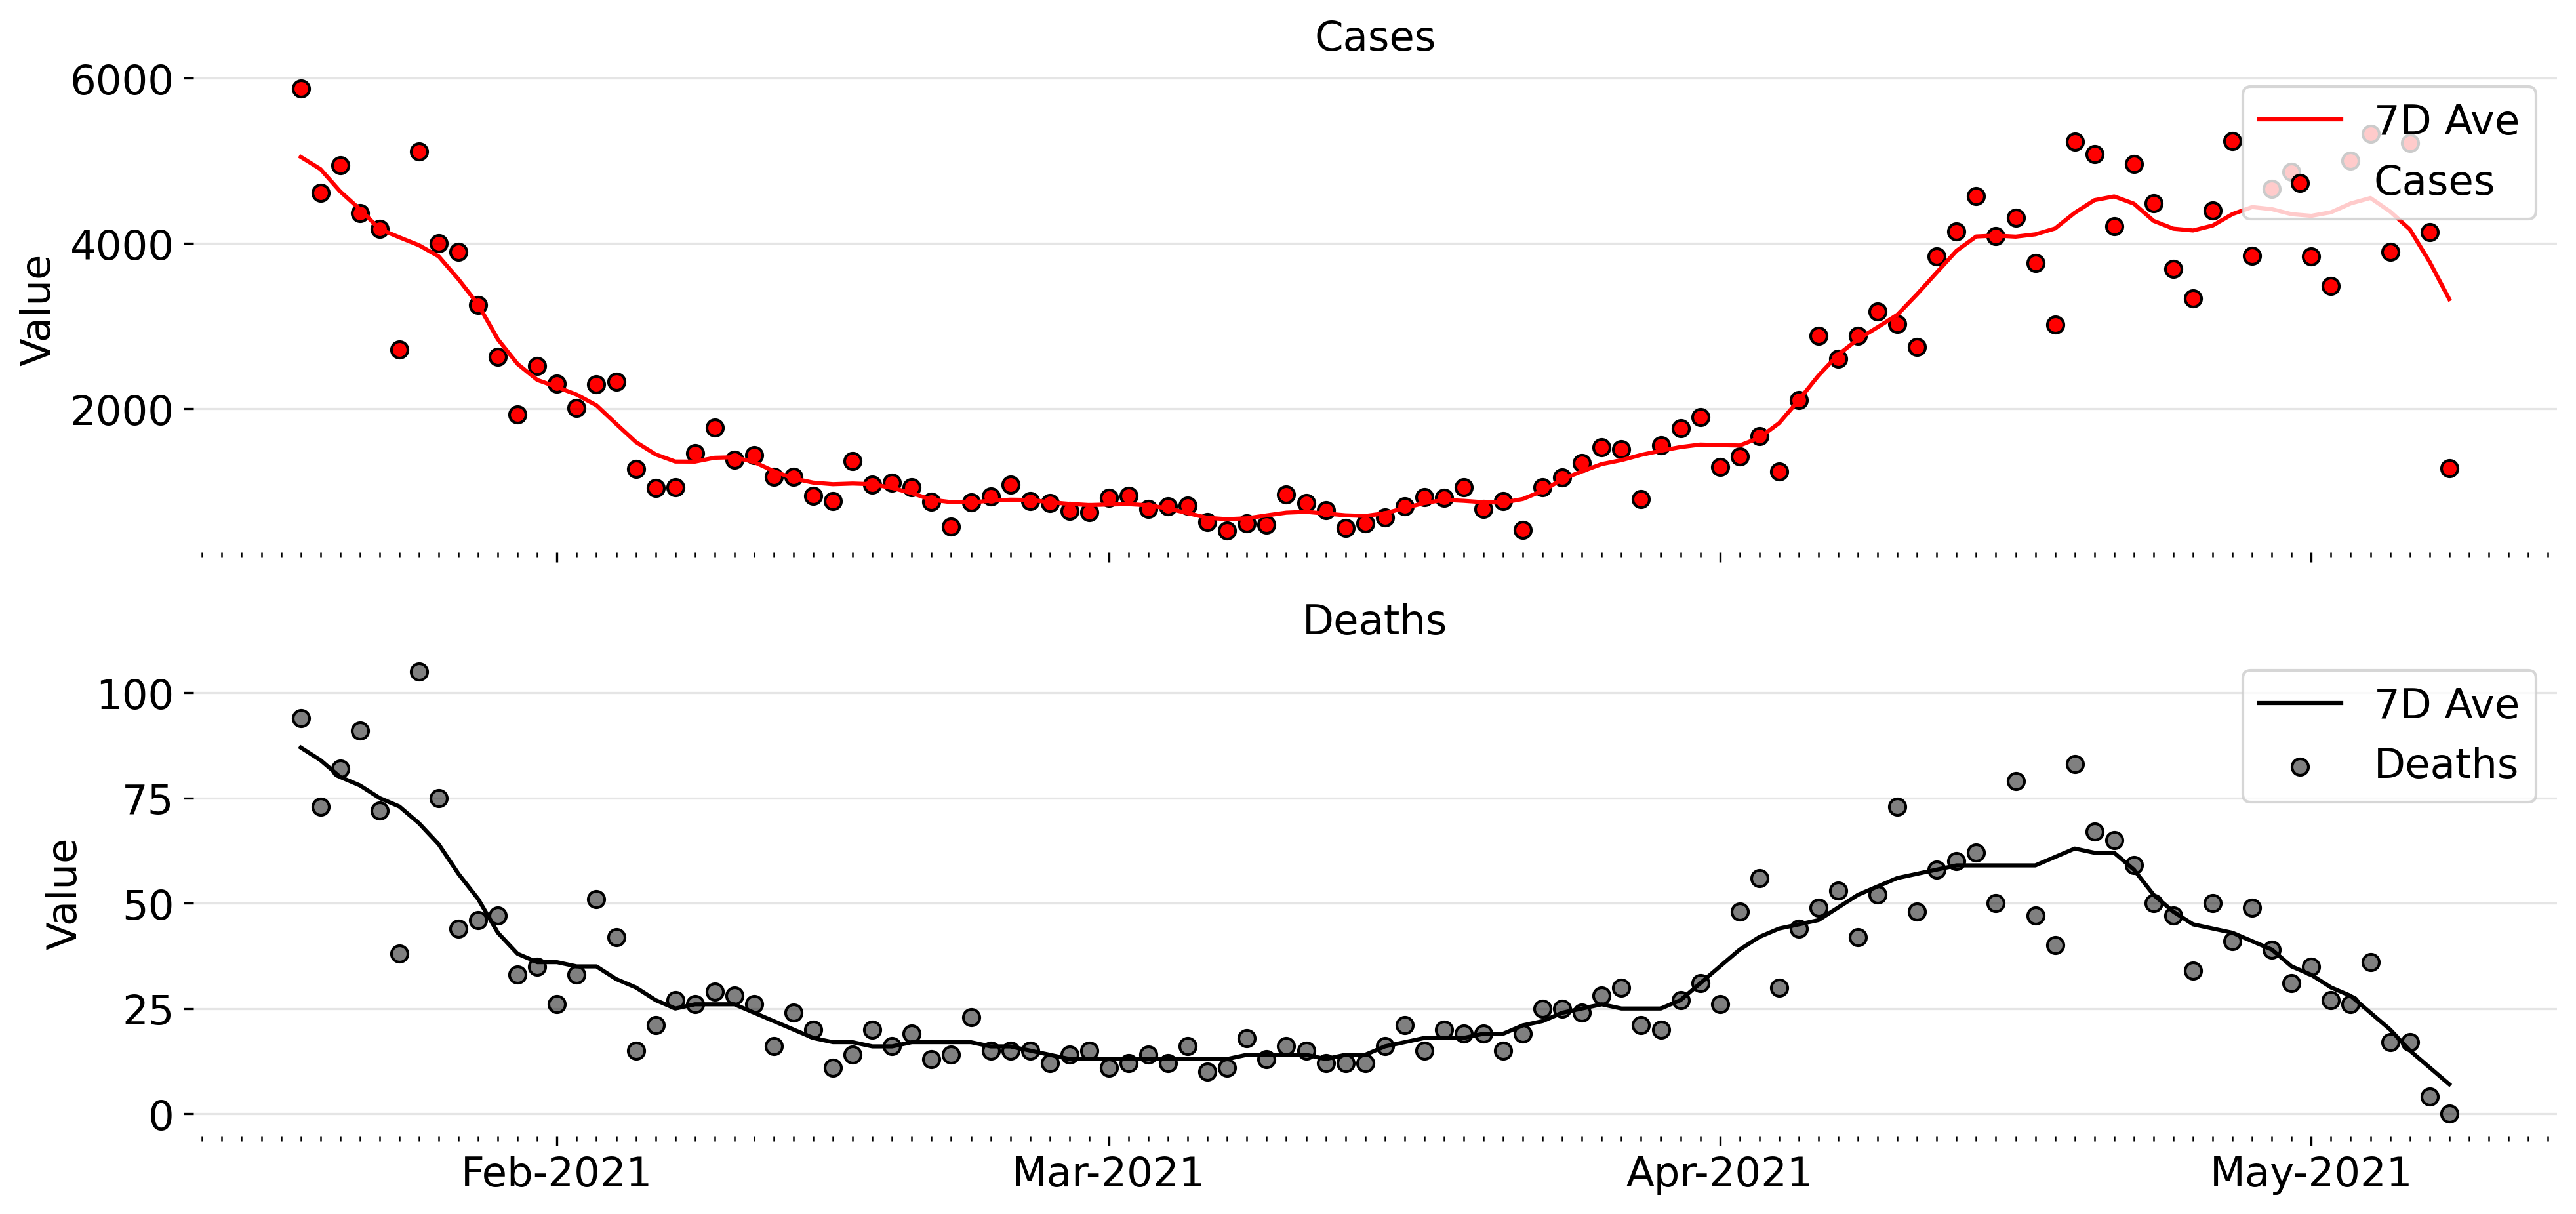 Cases
6000
4000
2000
Value
7D Ave
Cases
Deaths
100
75
50
25
0
Value
7D Ave
Deaths
Feb-2021
Mar-2021
Apr-2021
May-2021